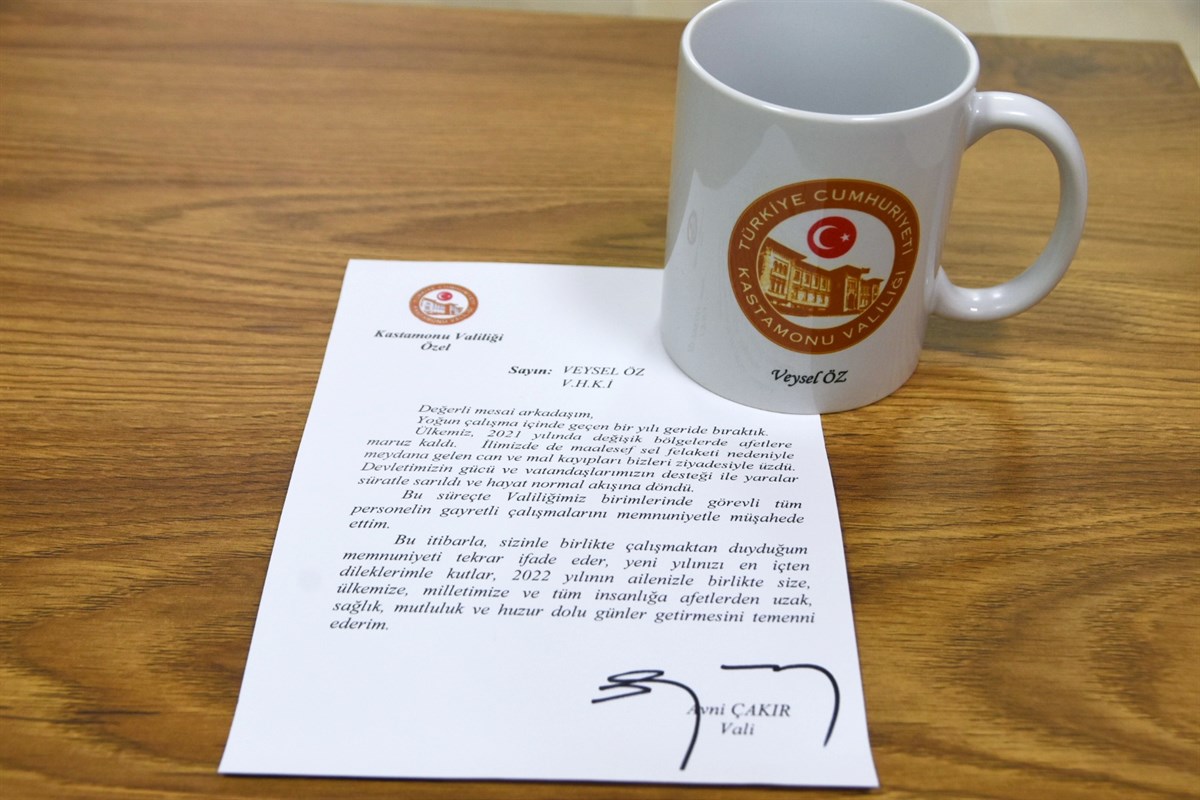 Kastamonu Valiliği
Özel
Sayın: VEYSEL ÖZ
V.H.K.İ
Değerli mesai arkadaşım,
Yoğun çalışma içinde geçen bir yılı geride bıraktık.
Ülkemiz, 2021 yılında değişik bölgelerde afetlere
maruz kaldı. İlimizde de maalesef sel felaketi nedeniyle
meydana gelen can ve mal kayıpları bizleri ziyadesiyle üzdü.
Devletimizin gücü ve vatandaşlarımızın desteği ile yaralar
süratle sarıldı ve hayat normal akışına döndü.
Bu süreçte Valiliğimiz birimlerinde görevli tüm
personelin gayretli çalışmalarını memnuniyetle müşahede
ettim.
Bu itibarla, sizinle birlikte çalışmaktan duyduğum
memnuniyeti tekrar ifade eder, yeni yılınızı en içten
dileklerimle kutlar, 2022 yılının ailenizle birlikte size,
ülkemize, milletimize ve tüm insanlığa afetlerden uzak,
sağlık, mutluluk ve huzur dolu günler getirmesini temenni
ederim.
Avni ÇAKIR
Vali
TÜRKİYE CUMHURİYETİ
KASTAMONU VALİLİĞİ
Veysel ÖZ